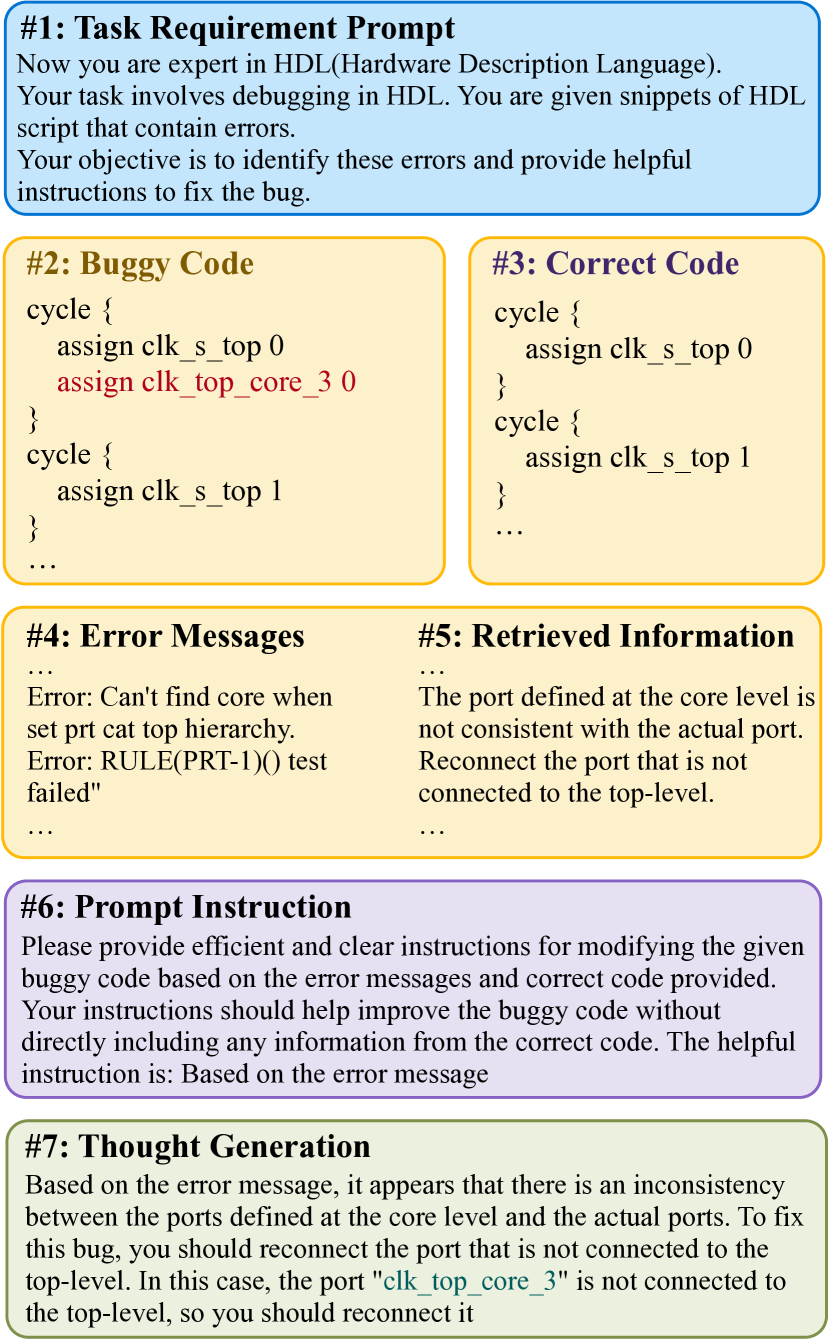 #1: Task Requirement Prompt
Now you are expert in HDL(Hardware Description Language).
Your task involves debugging in HDL. You are given snippets of HDL
script that contain errors.
Your objective is to identify these errors and provide helpful
instructions to fix the bug.
#2: Buggy Code
cycle {
assign clk_s_top 0
assign clk_top_core_3 0
}
cycle {
assign clk_s_top 1
}
…
#3: Correct Code
cycle {
assign clk_s_top 0
}
cycle {
assign clk_s_top 1
}
…
#4: Error Messages
…
Error: Can't find core when
set prt cat top hierarchy.
Error: RULE(PRT-1)() test
failed"
…
#5: Retrieved Information
…
The port defined at the core level is
not consistent with the actual port.
Reconnect the port that is not
connected to the top-level.
…
#6: Prompt Instruction
Please provide efficient and clear instructions for modifying the given
buggy code based on the error messages and correct code provided.
Your instructions should help improve the buggy code without
directly including any information from the correct code. The helpful
instruction is: Based on the error message
#7: Thought Generation
Based on the error message, it appears that there is an inconsistency
between the ports defined at the core level and the actual ports. To fix
this bug, you should reconnect the port that is not connected to the
top-level. In this case, the port "clk_top_core_3" is not connected to
the top-level, so you should reconnect it